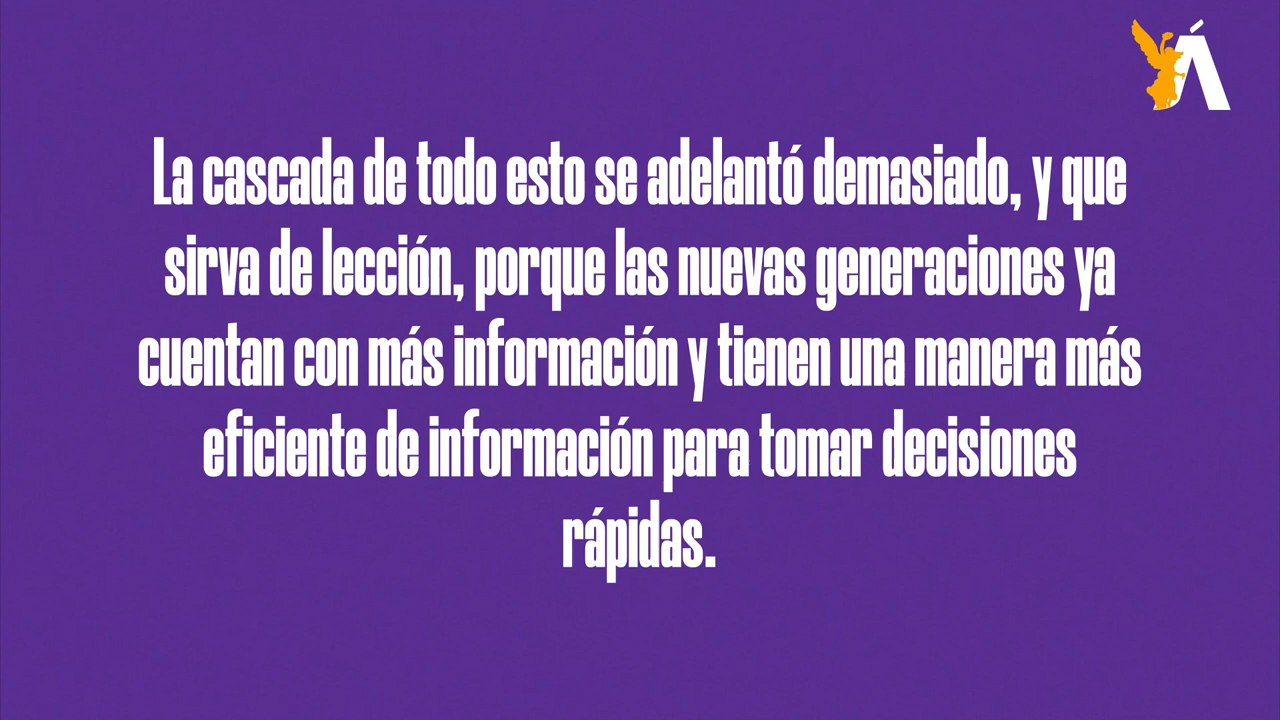 Á
La cascada de todo esto se adelantó demasiado, y que
sirva de lección, porque las nuevas generaciones ya
cuentan con más información y tienen una manera más
eficiente de información para tomar decisiones
rápidas.